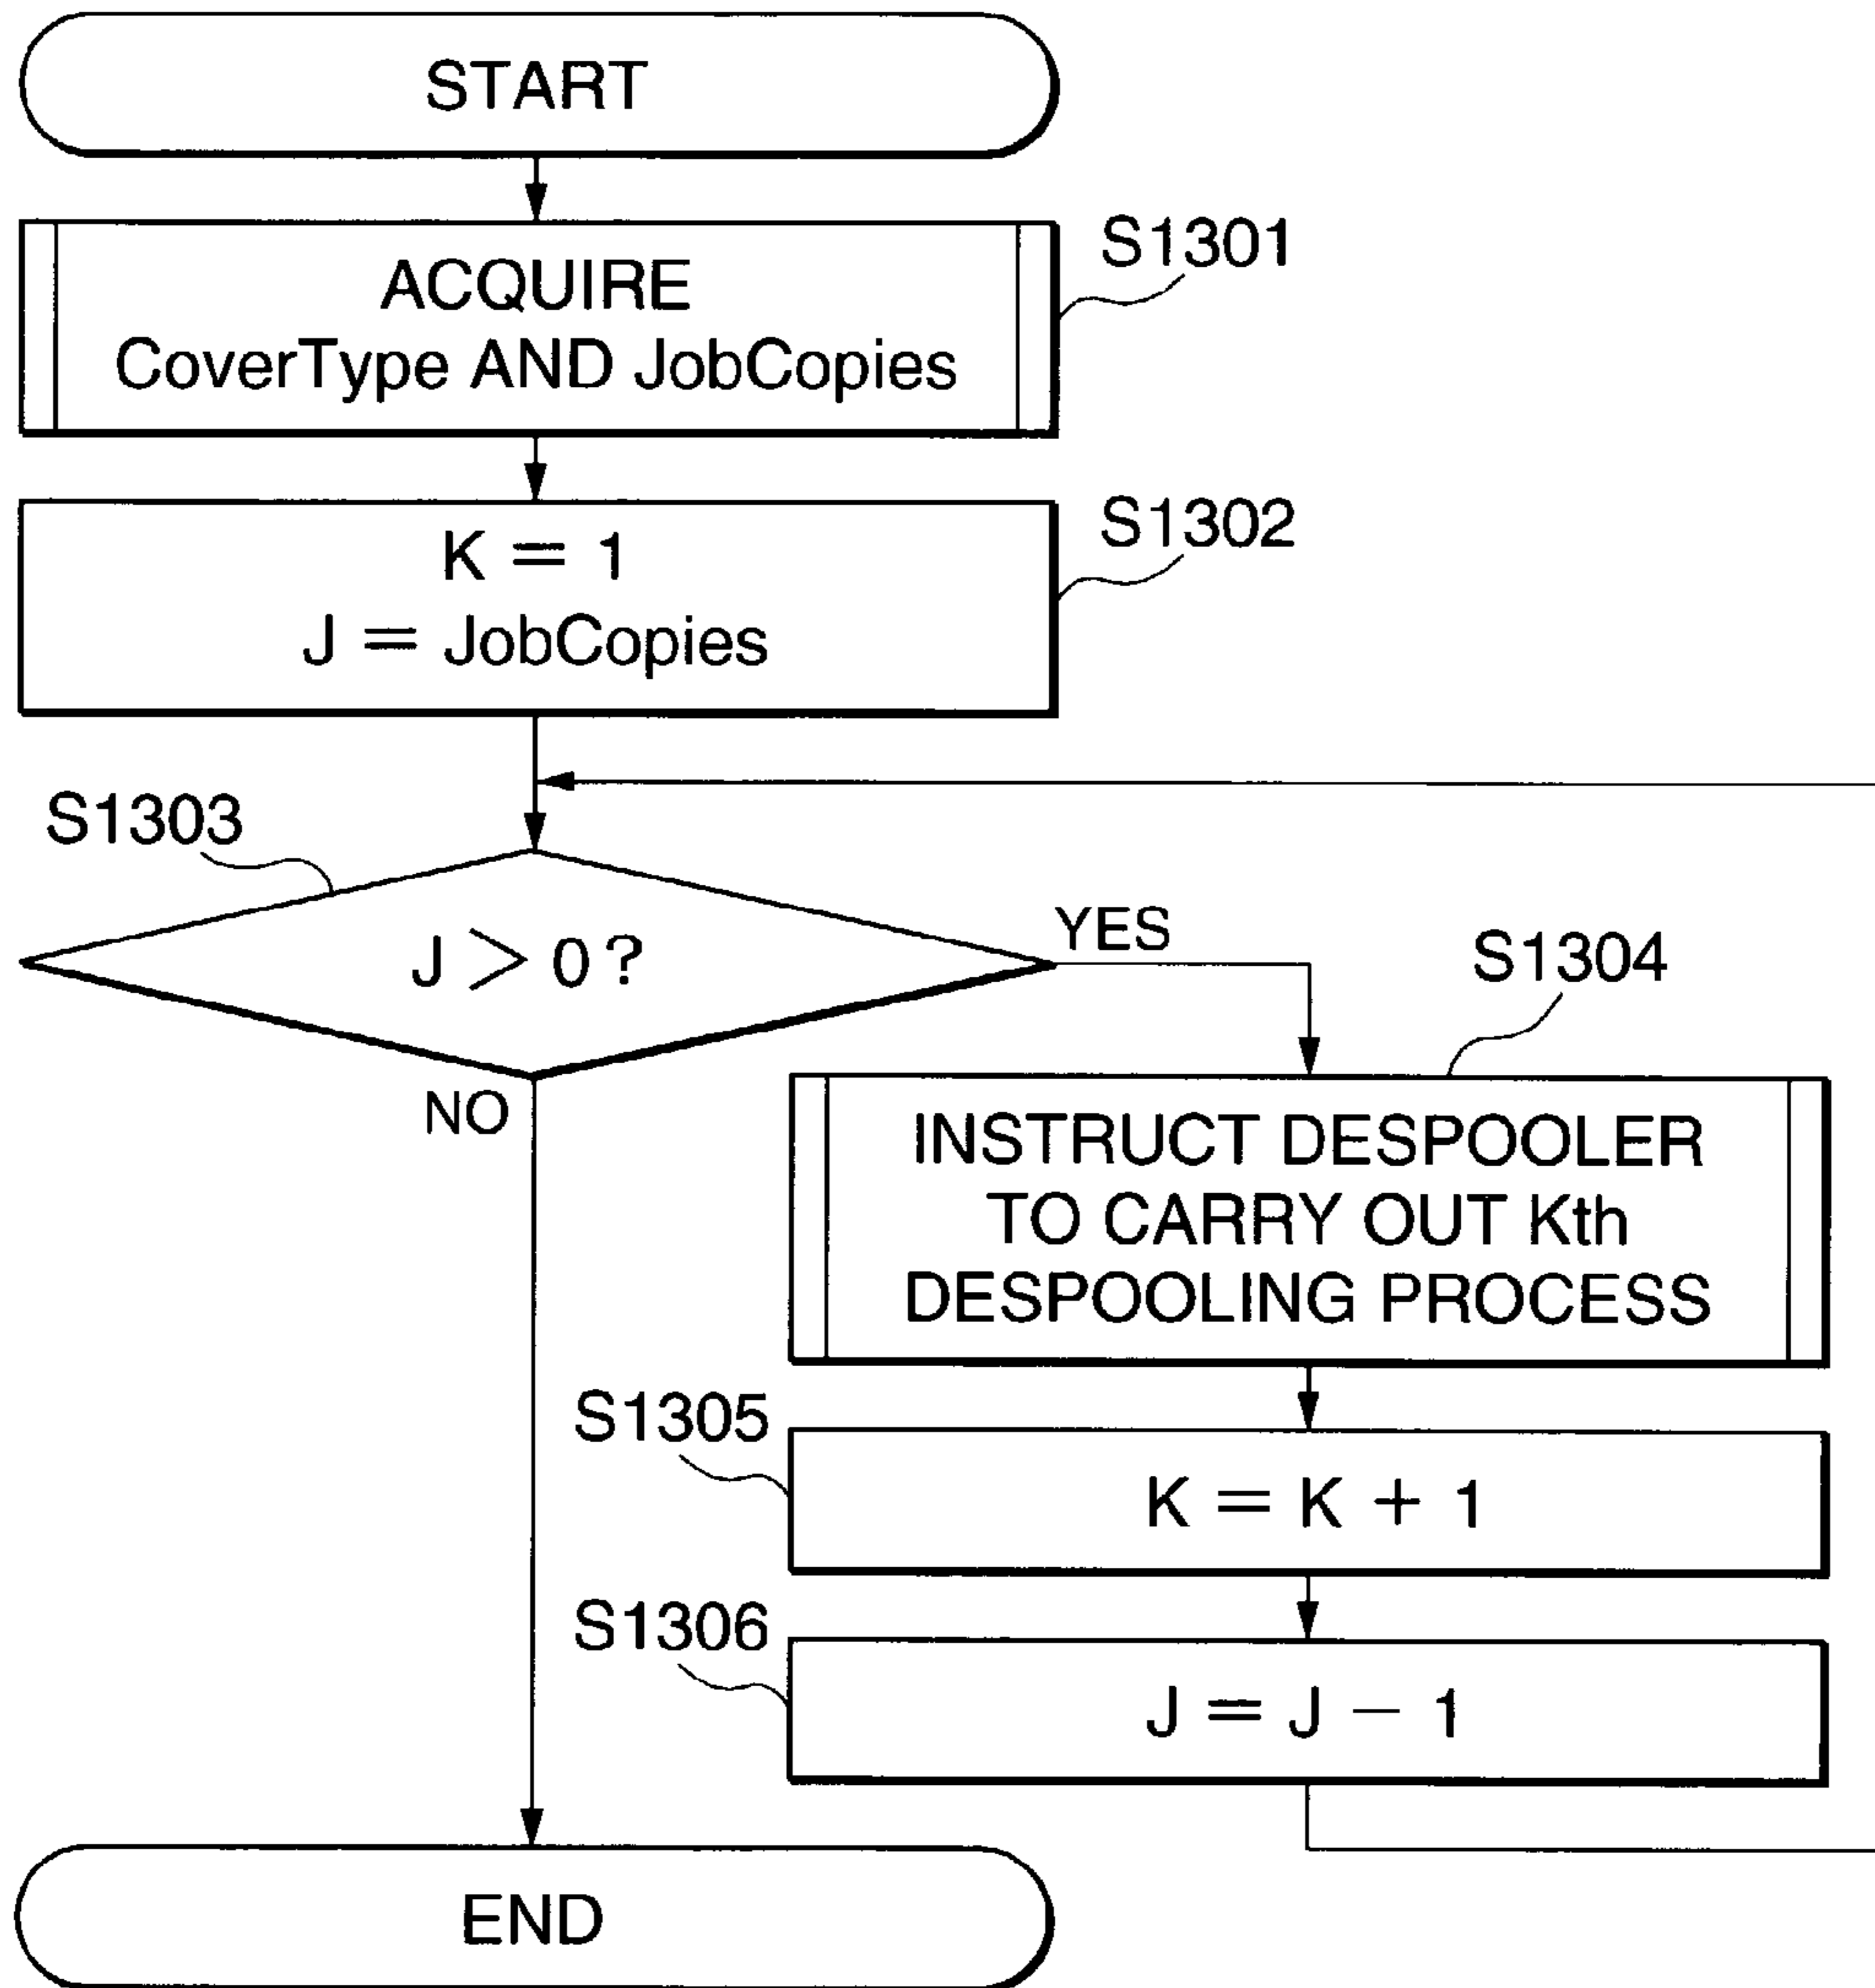 START
S1301
ACQUIRE
CoverType AND JobCopies
S1302
K = 1
J = JobCopies
S1303
J > 0 ?
YES
NO
S1304
INSTRUCT DESPOOLER
TO CARRY OUT Kth
DESPOOLING PROCESS
S1305
K = K + 1
S1306
J = J − 1
END